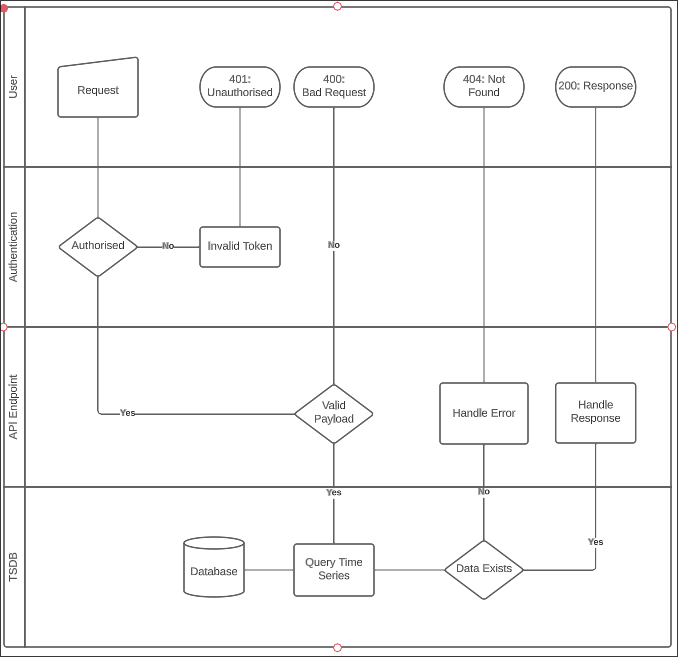 User
Request
401:
Unauthorised
400:
Bad Request
404: Not
Found
200: Response
Authentication
Authorised
No
Invalid Token
No
API Endpoint
Yes
Valid
Payload
Handle Error
Handle
Response
TSDB
Yes
No
Yes
Database
Query Time
Series
Data Exists